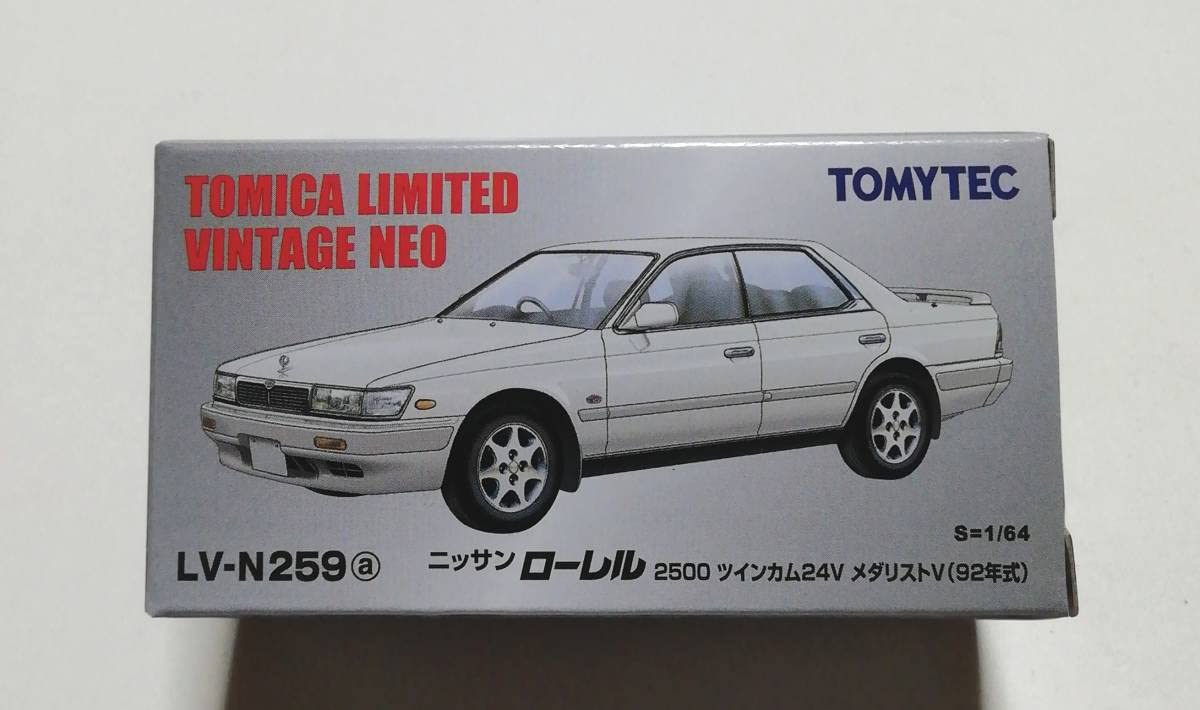 TOMICA LIMITED
VINTAGE NEO
TOMYTEC
S=1/64
LV-N259ⓐ ニッサン ローレル 2500 ツインカム24V メダリストV(92年式)